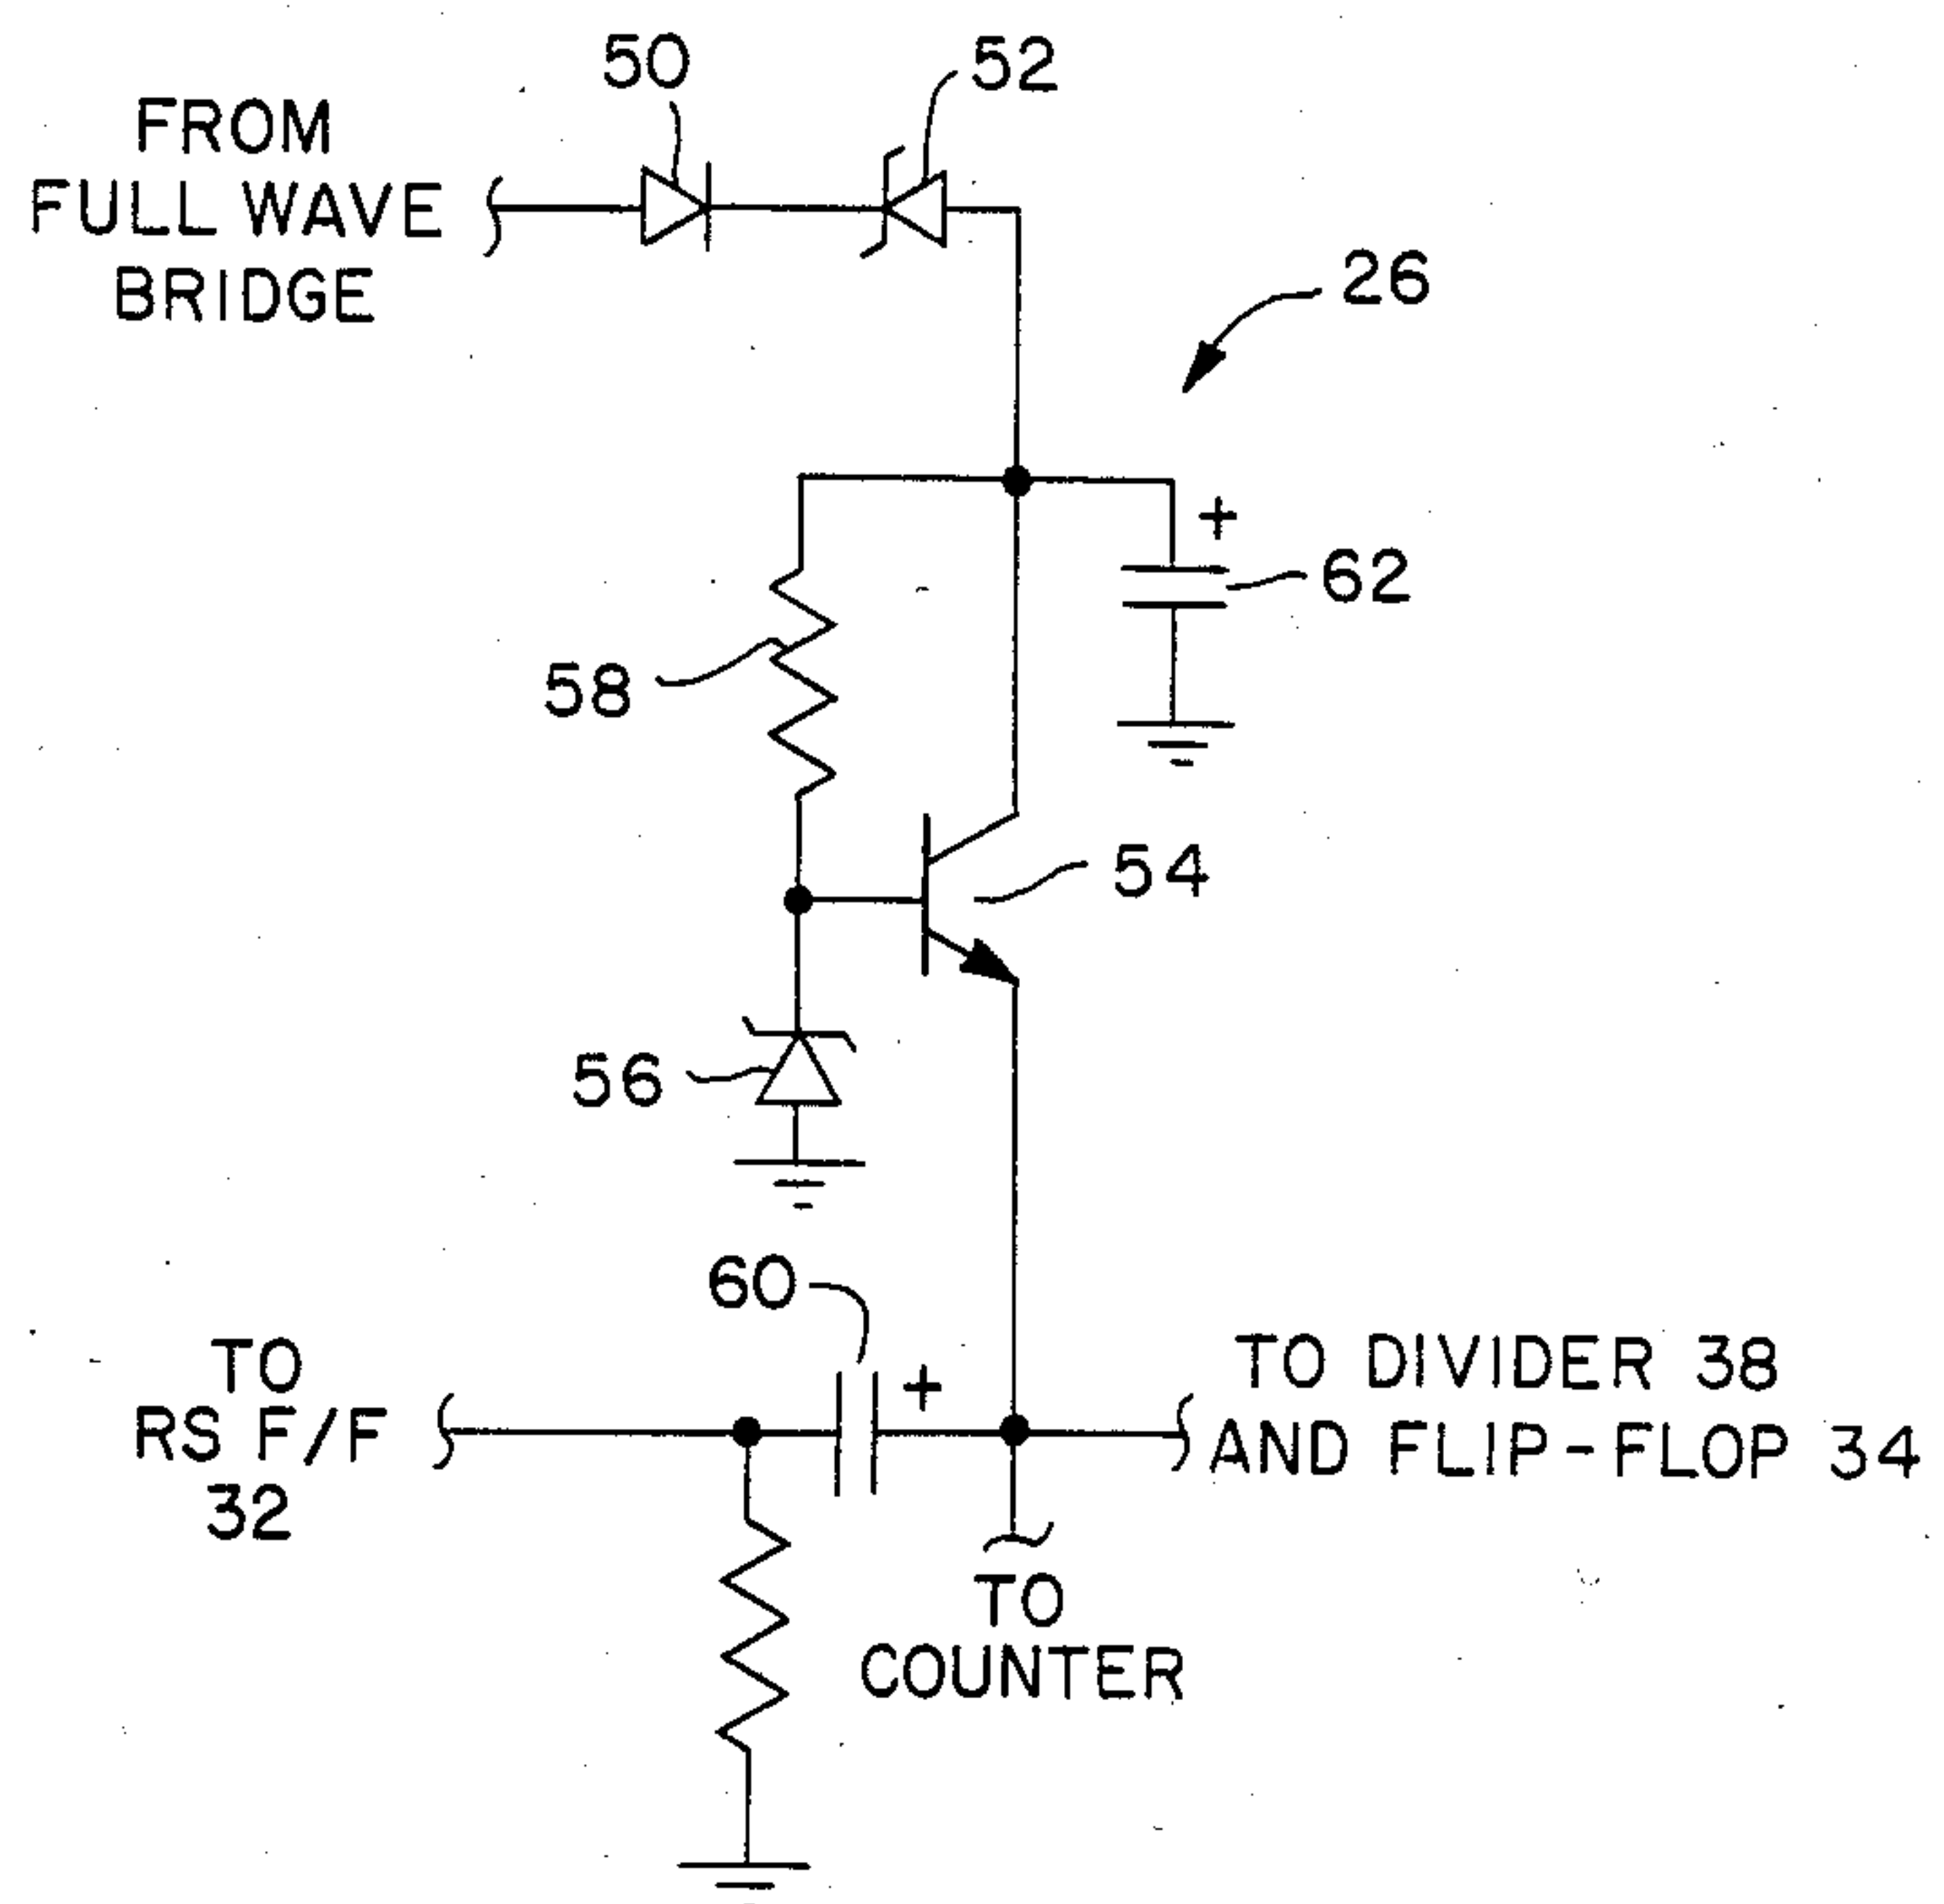 50
52
FROM
FULL WAVE
BRIDGE
26
+
62
58
54
56
60
+
TO
RS F/F
32
TO DIVIDER 38
AND FLIP-FLOP 34
TO
COUNTER